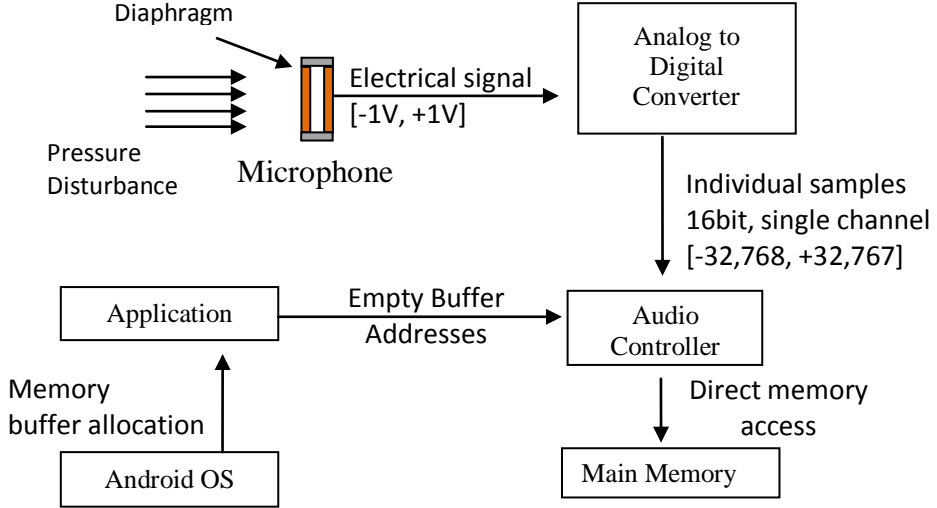 Diaphragm
Analog to
Digital
Converter
Electrical signal
[-1V, +1V]
Pressure
Disturbance
Microphone
Individual samples
16bit, single channel
[-32,768, +32,767]
Application
Empty Buffer
Addresses
Audio
Controller
Memory
buffer allocation
Direct memory
access
Android OS
Main Memory